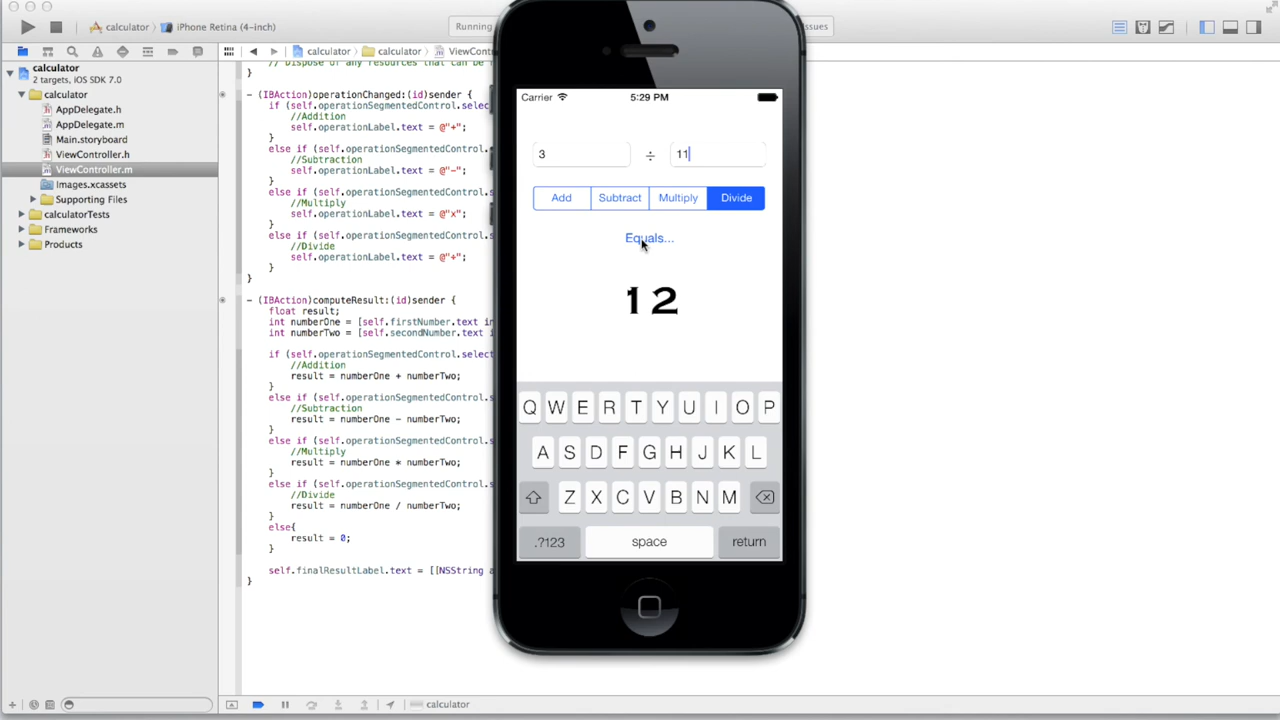 calculator
iPhone Retina (4-inch)
Running
issues
calculator
calculator
ViewContr
calculator
2 targets, iOS SDK 7.0
calculator
AppDelegate.h
AppDelegate.m
Main.storyboard
ViewController.h
ViewController.m
Images.xcassets
Supporting Files
calculatorTests
Frameworks
Products
// Dispose of any resources that can be r
}
- (IBAction)operationChanged:(id)sender {
if (self.operationSegmentedControl.selec
//Addition
self.operationLabel.text = @"+";
else if (self.operationSegmentedControl.s
//Subtraction
self.operationLabel.text = @"-";
else if (self.operationSegmentedControl.s
//Multiply
self.operationLabel.text = @"x";
else if (self.operationSegmentedControl.s
//Divide
self.operationLabel.text = @"÷";
}
- (IBAction)computeResult:(id)sender {
float result;
int numberOne = [self.firstNumber.text in
int numberTwo = [self.secondNumber.text i
if (self.operationSegmentedControl.select
//Addition
result = numberOne + numberTwo;
}
else if (self.operationSegmentedControl.s
//Subtraction
result = numberOne - numberTwo;
}
else if (self.operationSegmentedControl.s
//Multiply
result = numberOne * numberTwo;
}
else if (self.operationSegmentedControl.s
//Divide
result = numberOne / numberTwo;
}
else{
result = 0;
}
self.finalResultLabel.text = [[NSString a
}
Carrier 5:29 PM
3 ÷ 11
Add Subtract Multiply Divide
Equals...
12
Q W E R T Y U I O P
A S D F G H J K L
Z X C V B N M
.?123 space return
calculator